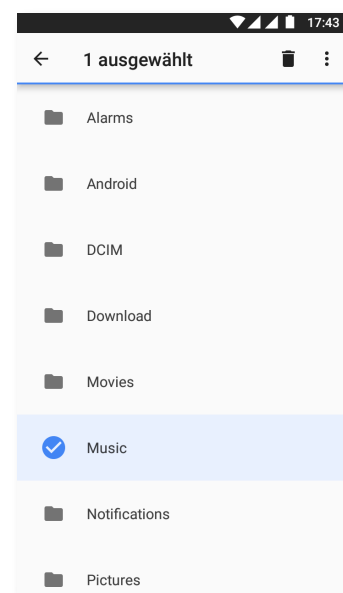 17:43
1 ausgewählt
Alarms
Android
DCIM
Download
Movies
Music
Notifications
Pictures